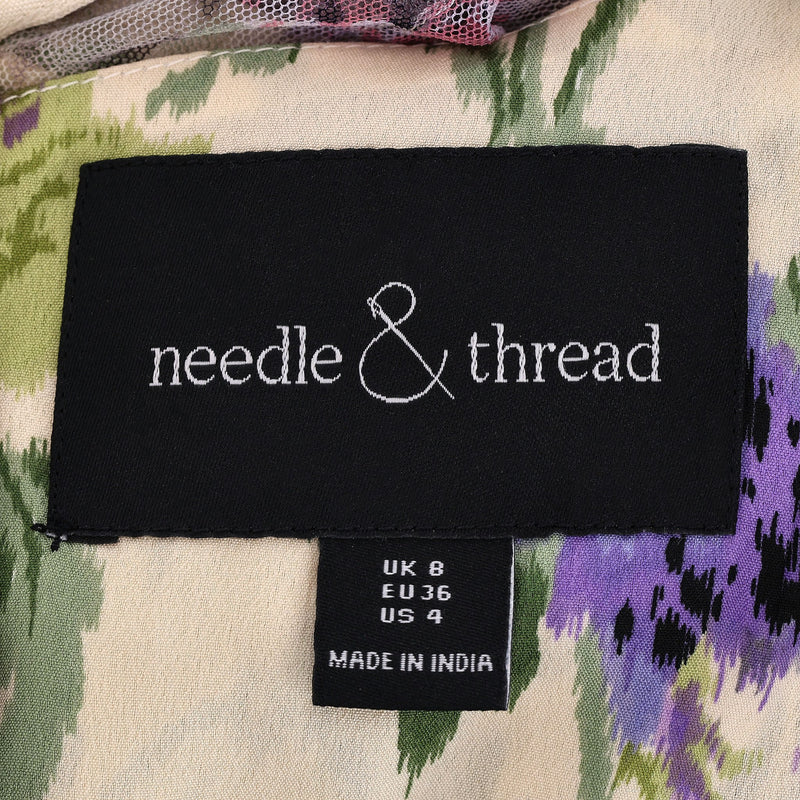 needle & thread
UK 8
EU 36
US 4
MADE IN INDIA